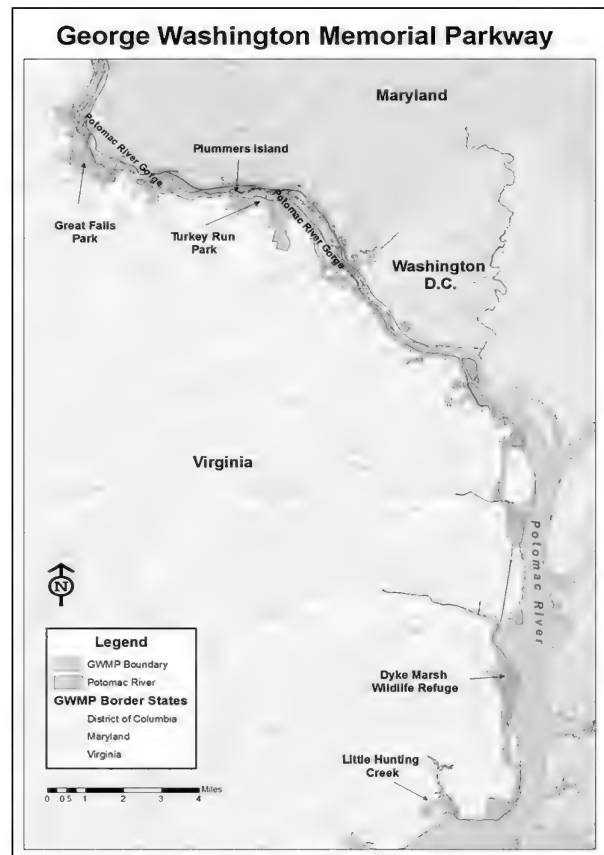 George Washington Memorial Parkway
Maryland
Potomac River Gorge
Plummers Island
Great Falls
Park
Turkey Run
Park
Potomac River Gorge
Washington
D.C.
Virginia
Potomac River
N
Legend
GWMP Boundary
Potomac River
GWMP Border States
District of Columbia
Maryland
Virginia
Dyke Marsh
Wildlife Refuge
Little Hunting
Creek
0 0.5 1 2 3 4 Miles